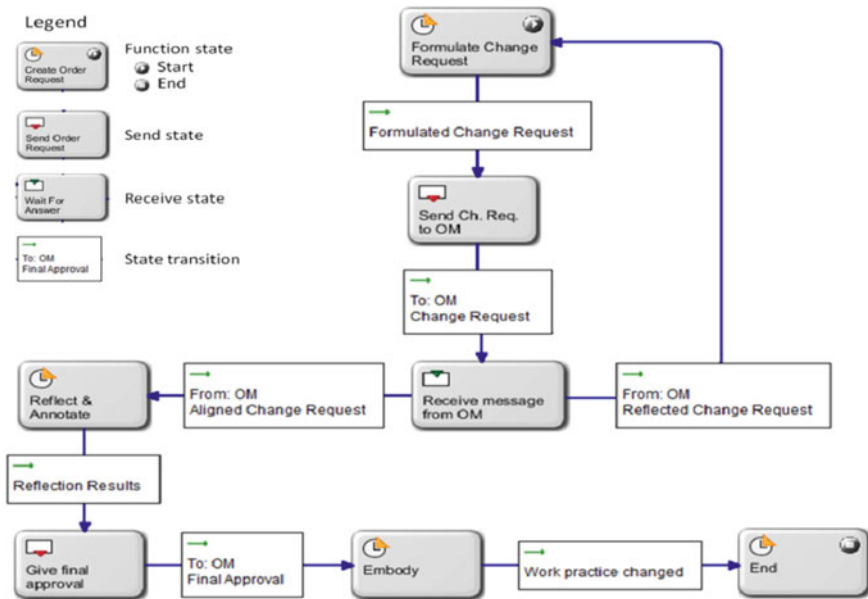 Legend
Create Order
Request
Function state
Start
End
Send Order
Request
Send state
Wait For
Answer
Receive state
To: OM
Final Approval
State transition
Formulate Change
Request
Formulated Change Request
Send Ch. Req.
to OM
To: OM
Change Request
Reflect &
Annotate
From: OM
Aligned Change Request
Receive message
from OM
From: OM
Reflected Change Request
Reflection Results
Give final
approval
To: OM
Final Approval
Embody
Work practice changed
End